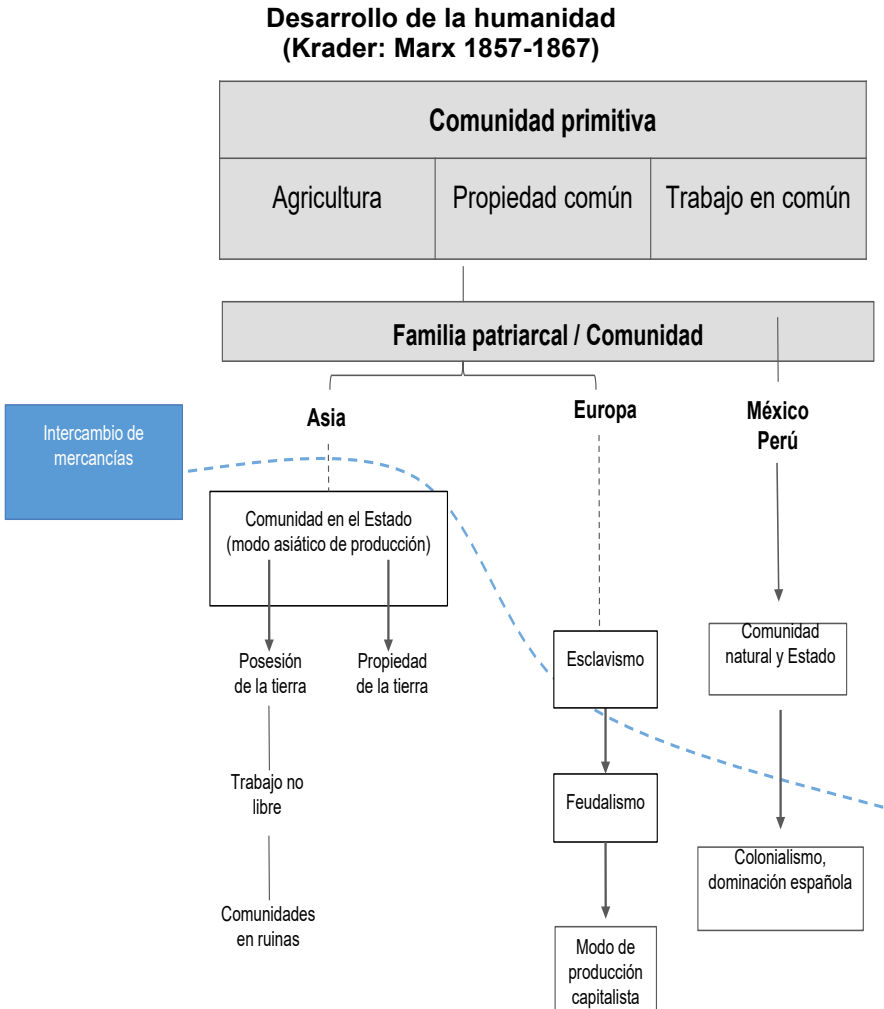 Desarrollo de la humanidad
(Krader: Marx 1857-1867)
Comunidad primitiva
Agricultura
Propiedad común
Trabajo en común
Familia patriarcal / Comunidad
Asia
Europa
México
Perú
Intercambio de
mercancías
Comunidad en el Estado
(modo asiático de producción)
Posesión
de la tierra
Propiedad
de la tierra
Esclavismo
Comunidad
natural y Estado
Trabajo no
libre
Feudalismo
Colonialismo,
dominación española
Comunidades
en ruinas
Modo de
producción
capitalista